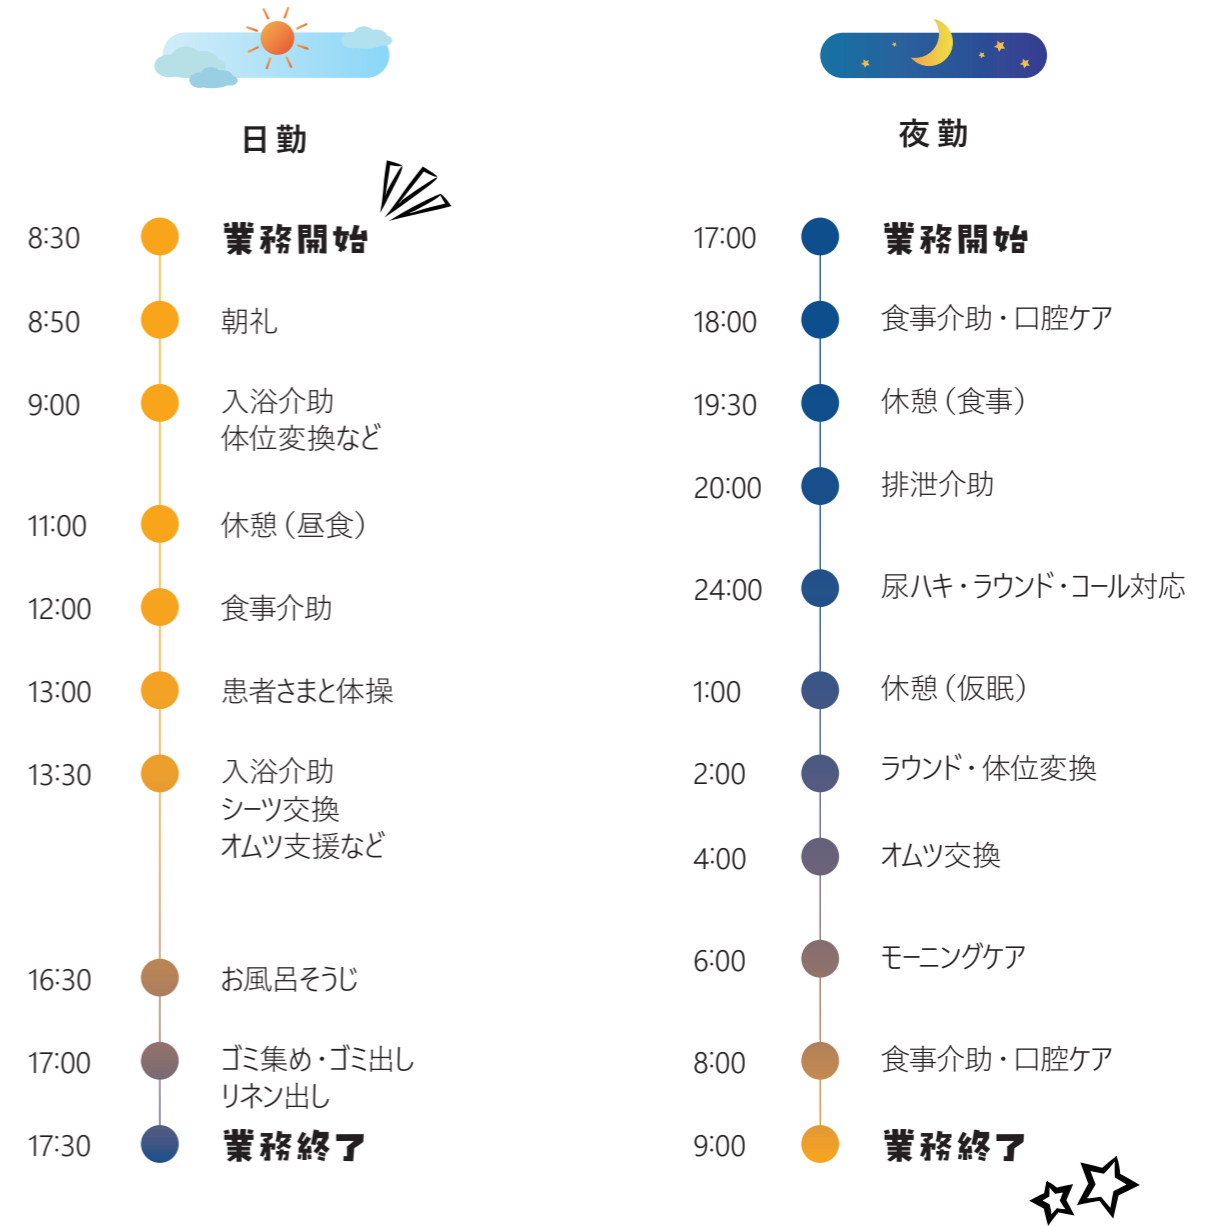 日勤
8:30 業務開始
8:50 朝礼
9:00 入浴介助
体位変換など
11:00 休憩（昼食）
12:00 食事介助
13:00 患者さまと体操
13:30 入浴介助
シーツ交換
オムツ支援など
16:30 お風呂そうじ
17:00 ゴミ集め・ゴミ出し
リネン出し
17:30 業務終了
夜勤
17:00 業務開始
18:00 食事介助・口腔ケア
19:30 休憩（食事）
20:00 排泄介助
24:00 尿ハキ・ラウンド・コール対応
1:00 休憩（仮眠）
2:00 ラウンド・体位変換
4:00 オムツ交換
6:00 モーニングケア
8:00 食事介助・口腔ケア
9:00 業務終了